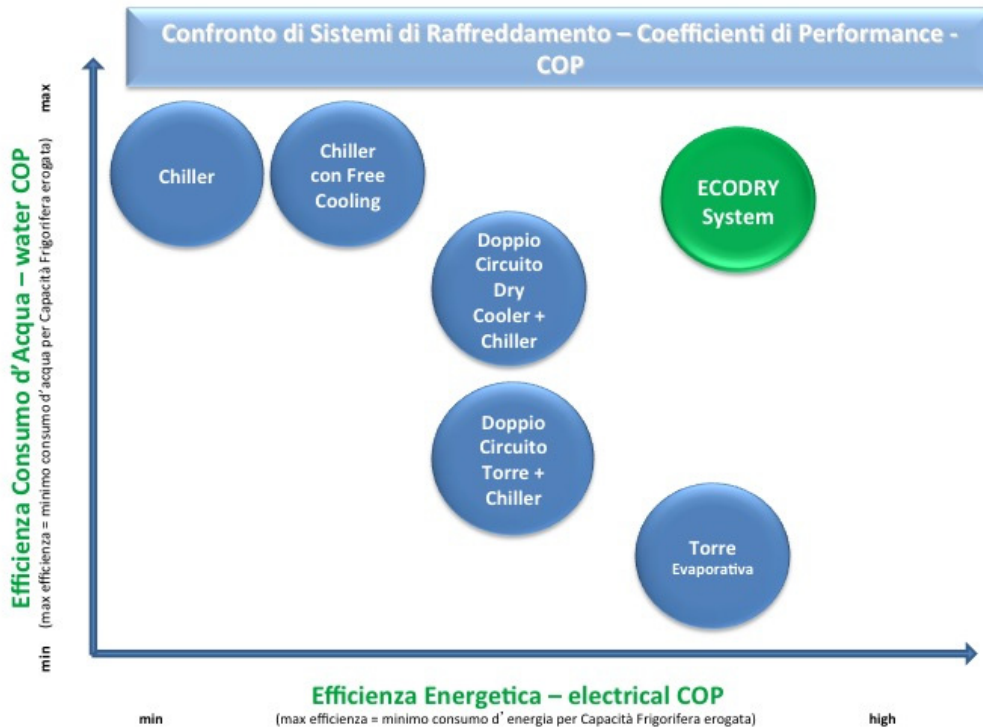 Confronto di Sistemi di Raffreddamento – Coefficienti di Performance -
COP
max
Efficienza Consumo d'Acqua – water COP
(max efficienza = minimo consumo d'acqua per Capacità Frigorifera erogata)
min
Chiller
Chiller
con Free
Cooling
ECODRY
System
Doppio
Circuito
Dry
Cooler +
Chiller
Doppio
Circuito
Torre +
Chiller
Torre
Evaporativa
Efficienza Energetica – electrical COP
min
(max efficienza = minimo consumo d' energia per Capacità Frigorifera erogata)
high